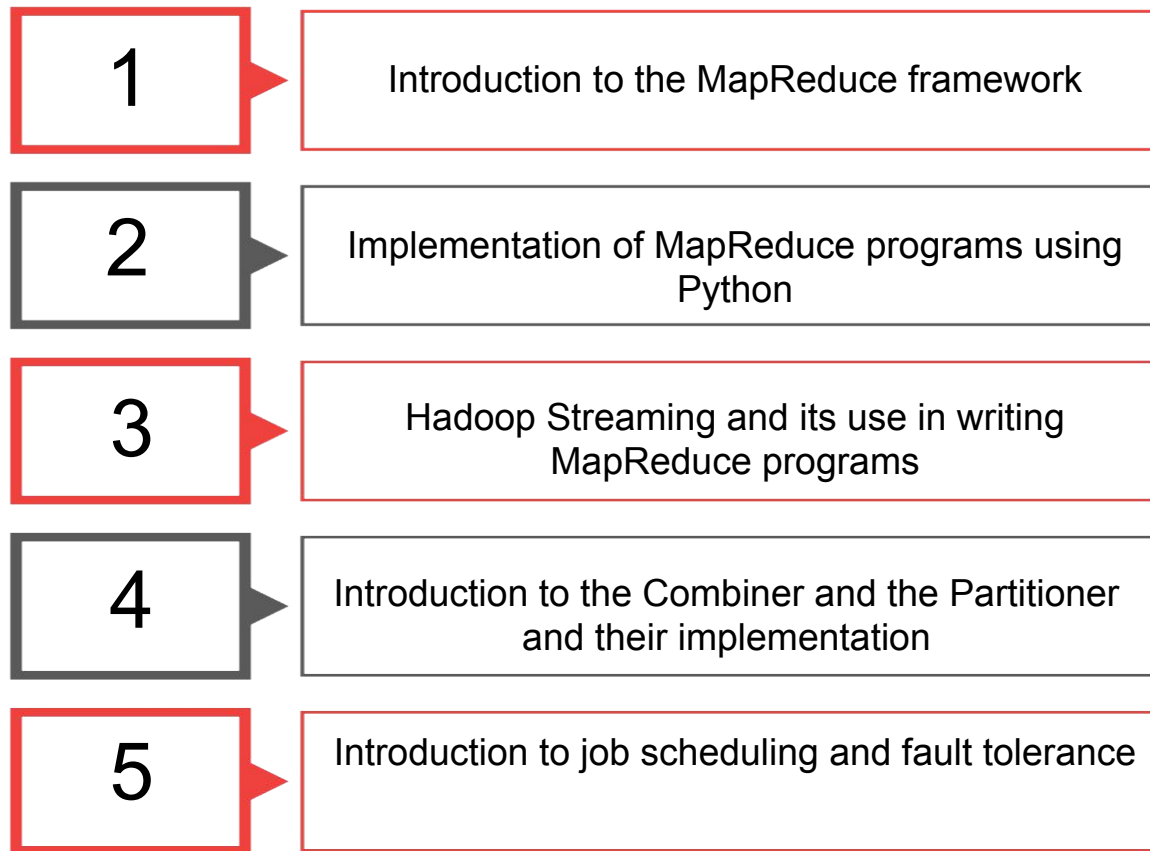 1
Introduction to the MapReduce framework
2
Implementation of MapReduce programs using
Python
3
Hadoop Streaming and its use in writing
MapReduce programs
4
Introduction to the Combiner and the Partitioner
and their implementation
5
Introduction to job scheduling and fault tolerance